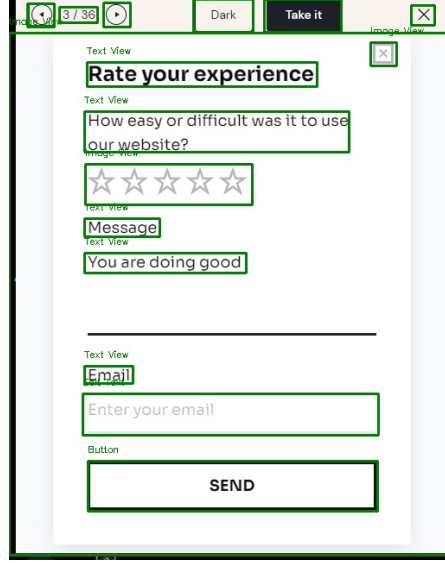 3 / 36
Dark
Take it
Image View
Image View
Text View
Rate your experience
Text View
How easy or difficult was it to use
our website?
Image View
Text View
Message
Text View
You are doing good
Text View
Email
Enter your email
Button
SEND